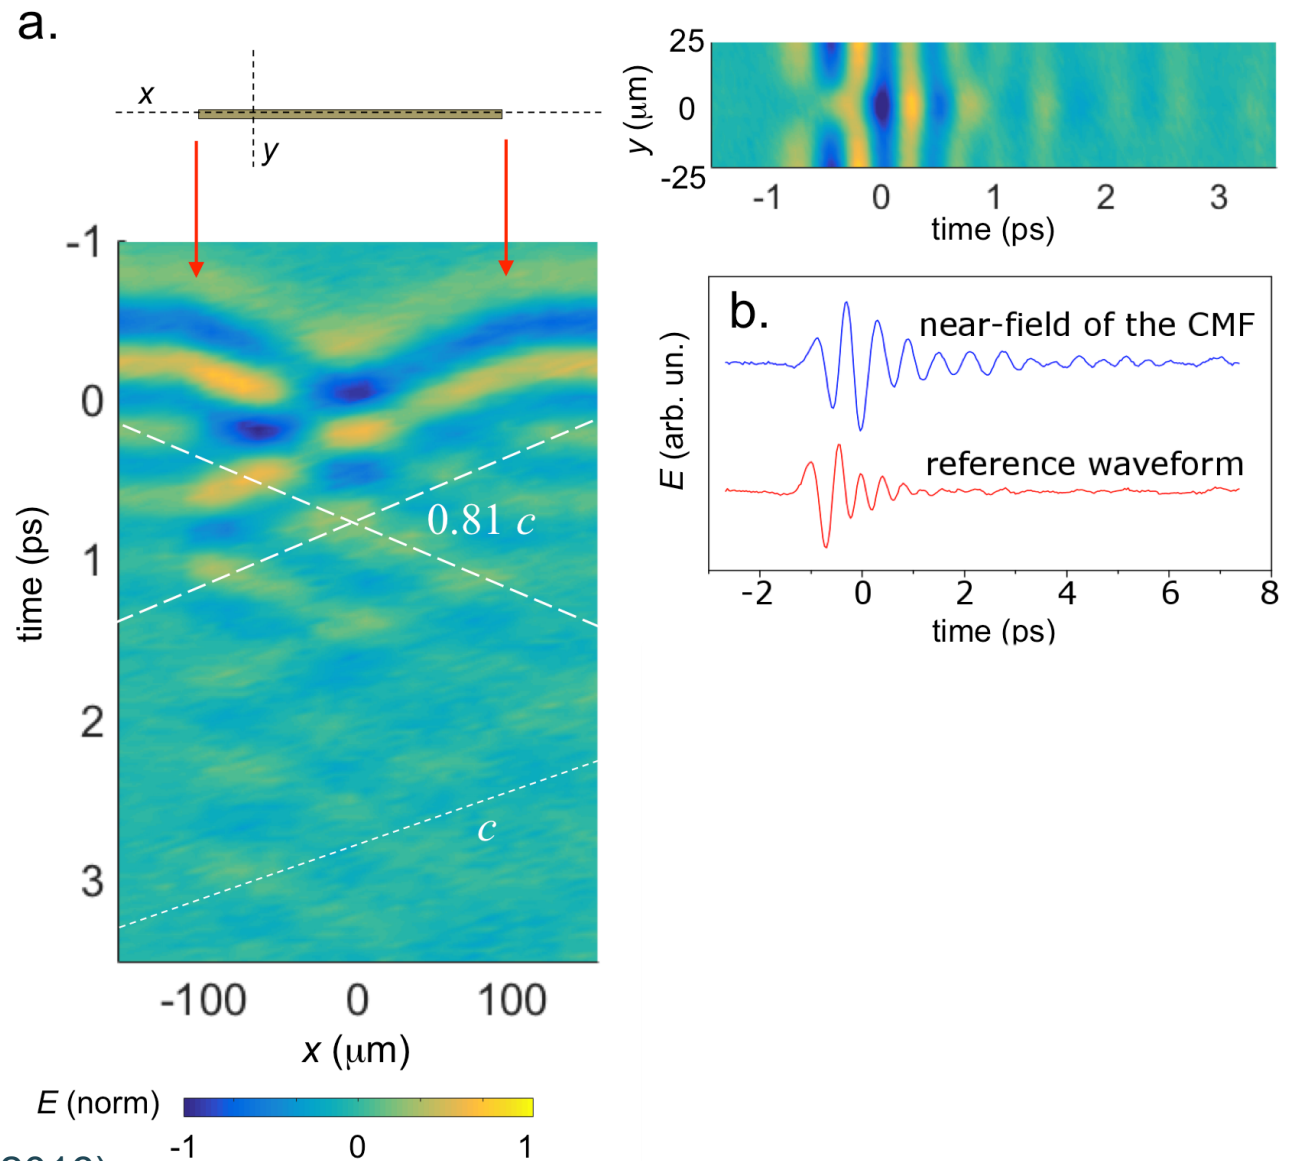 a.
x
y
-1
0
1
2
3
time (ps)
0.81 c
c
-100 0 100
x (μm)
E (norm)
-1 0 1
25
0
-25
y (μm)
-1 0 1 2 3
time (ps)
b.
near-field of the CMF
reference waveform
E (arb. un.)
-2 0 2 4 6 8
time (ps)